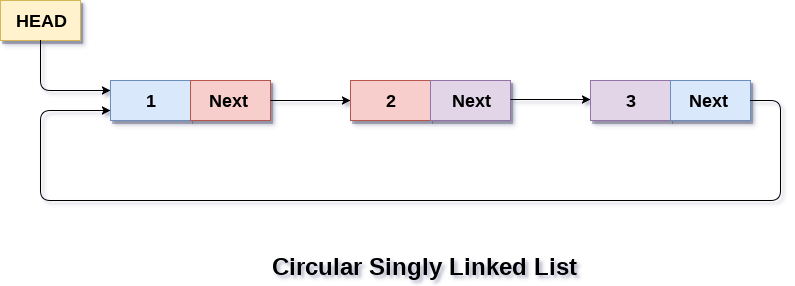 HEAD
1 Next 2 Next 3 Next
Circular Singly Linked List